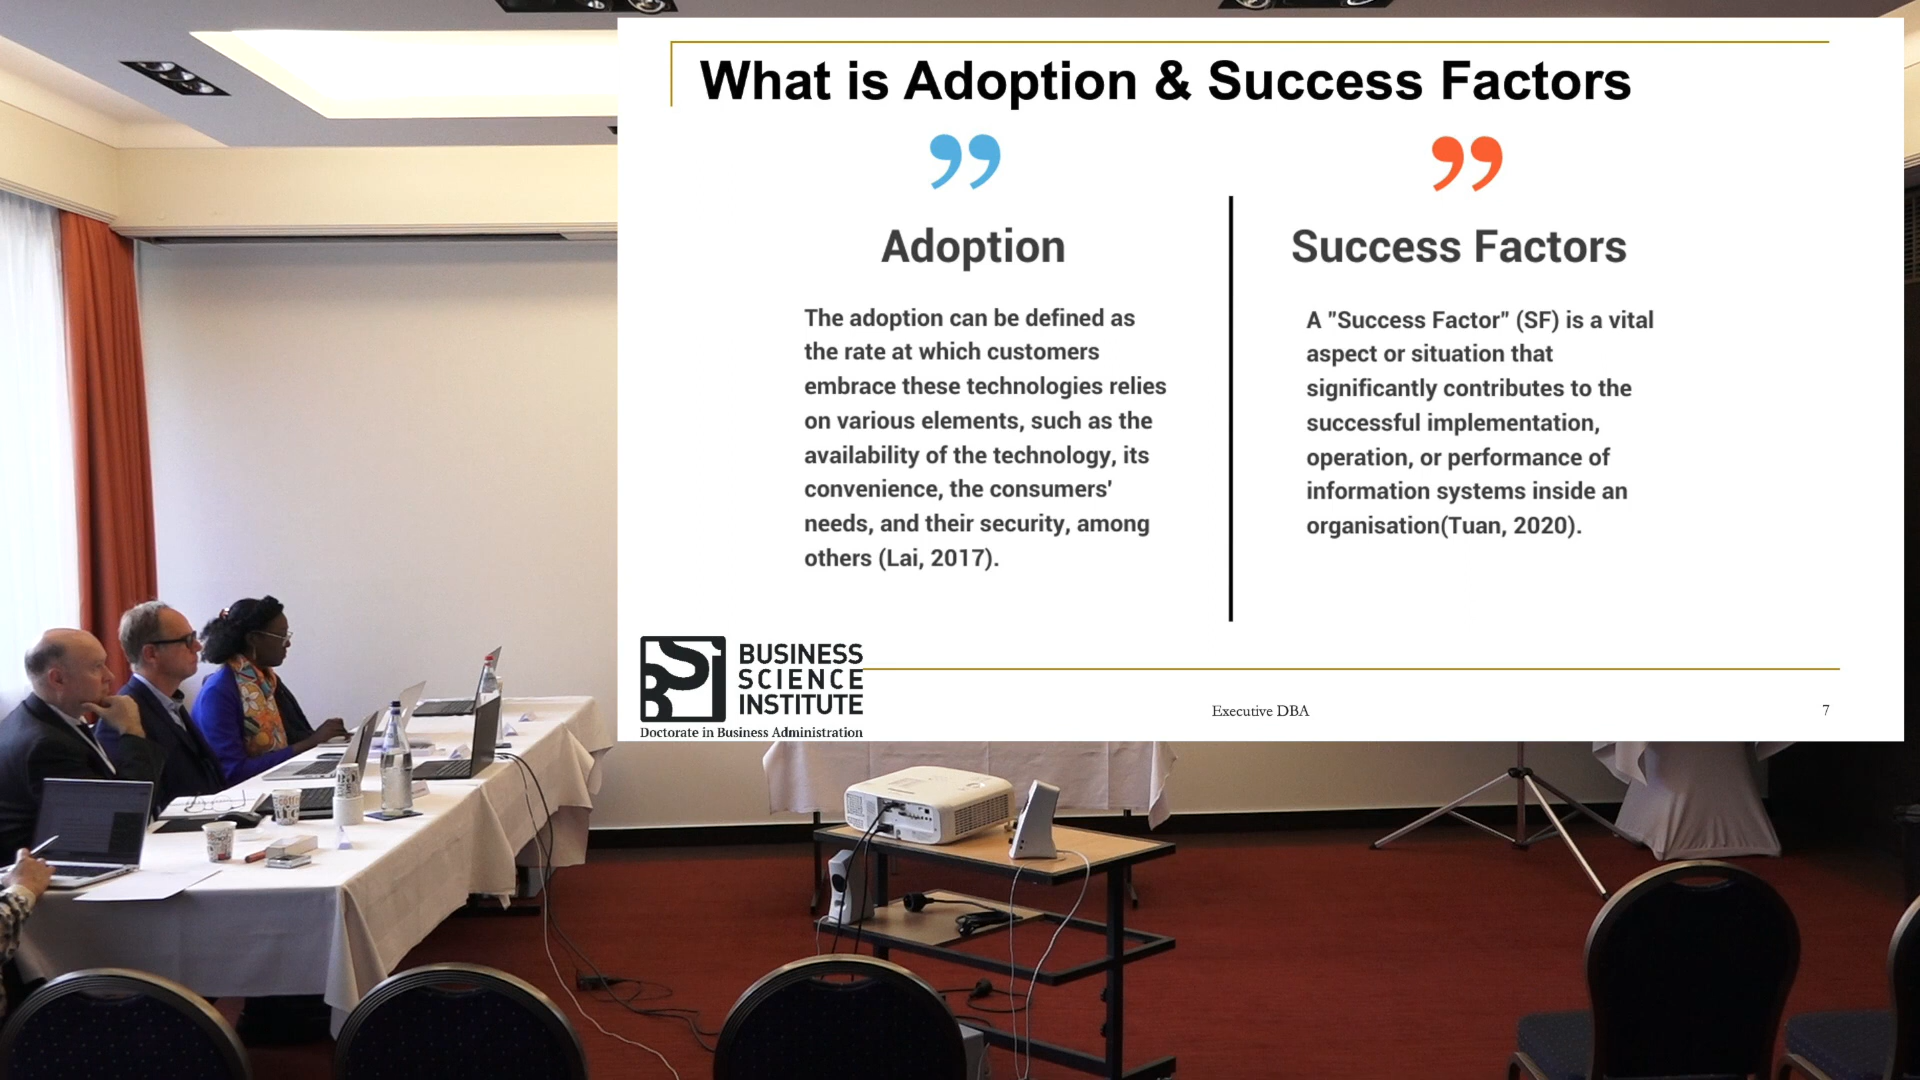 What is Adoption & Success Factors
Adoption
The adoption can be defined as
the rate at which customers
embrace these technologies relies
on various elements, such as the
availability of the technology, its
convenience, the consumers'
needs, and their security, among
others (Lai, 2017).
Success Factors
A "Success Factor" (SF) is a vital
aspect or situation that
significantly contributes to the
successful implementation,
operation, or performance of
information systems inside an
organisation(Tuan, 2020).
BUSINESS
SCIENCE
INSTITUTE
Doctorate in Business Administration
Executive DBA
7